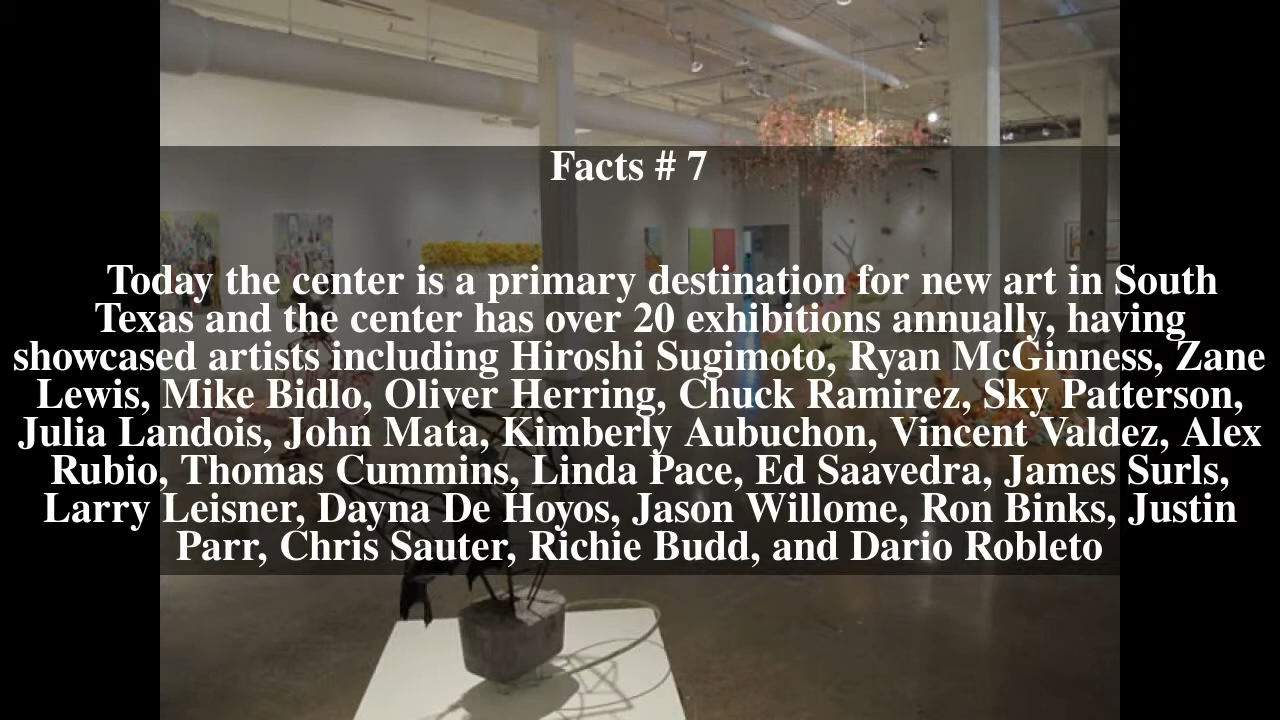 Facts # 7
Today the center is a primary destination for new art in South
Texas and the center has over 20 exhibitions annually, having
showcased artists including Hiroshi Sugimoto, Ryan McGinness, Zane
Lewis, Mike Bidlo, Oliver Herring, Chuck Ramirez, Sky Patterson,
Julia Landois, John Mata, Kimberly Aubuchon, Vincent Valdez, Alex
Rubio, Thomas Cummins, Linda Pace, Ed Saavedra, James Surls,
Larry Leisner, Dayna De Hoyos, Jason Willome, Ron Binks, Justin
Parr, Chris Sauter, Richie Budd, and Dario Robleto